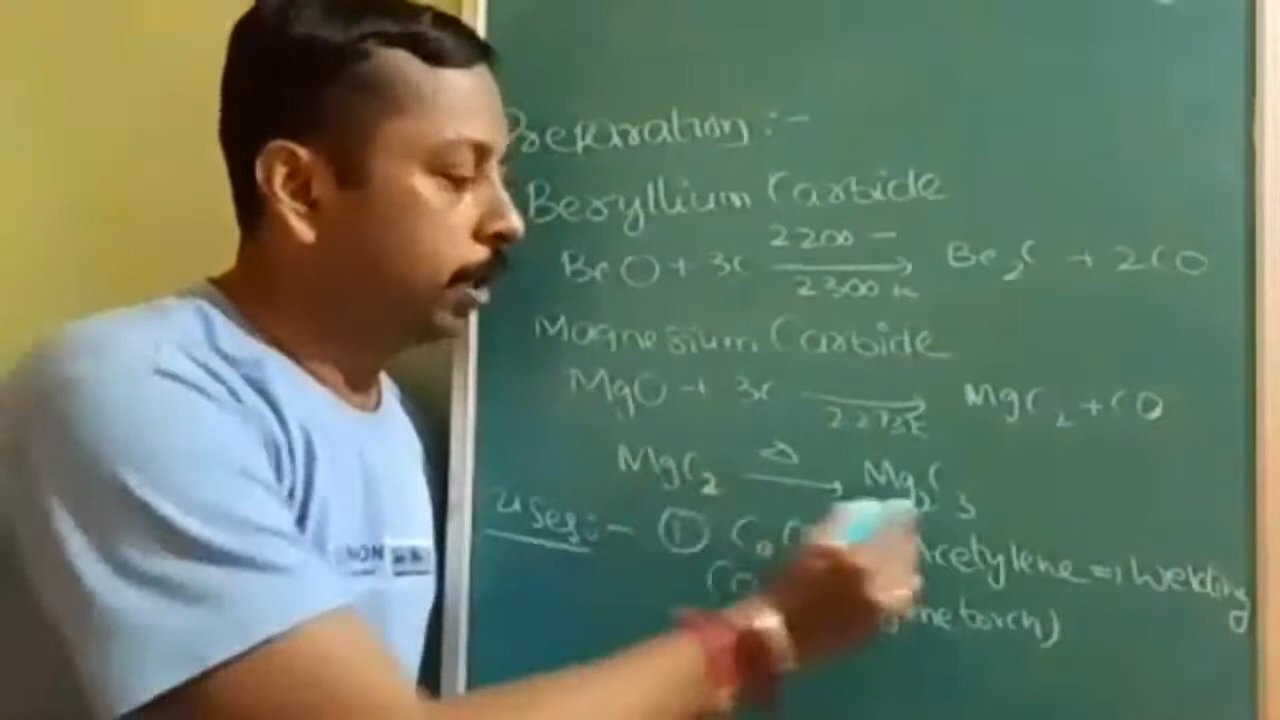 Preparation :-
Beryllium Carbide
BeO + 3C 2200 - 2300 K → Be₂C + 2CO
Magnesium Carbide
MgO + 3C → 2273K MgC₂ + CO
MgC₂ Δ → Mg₂C₃
uses:- ① Acetylene = welding
torch)